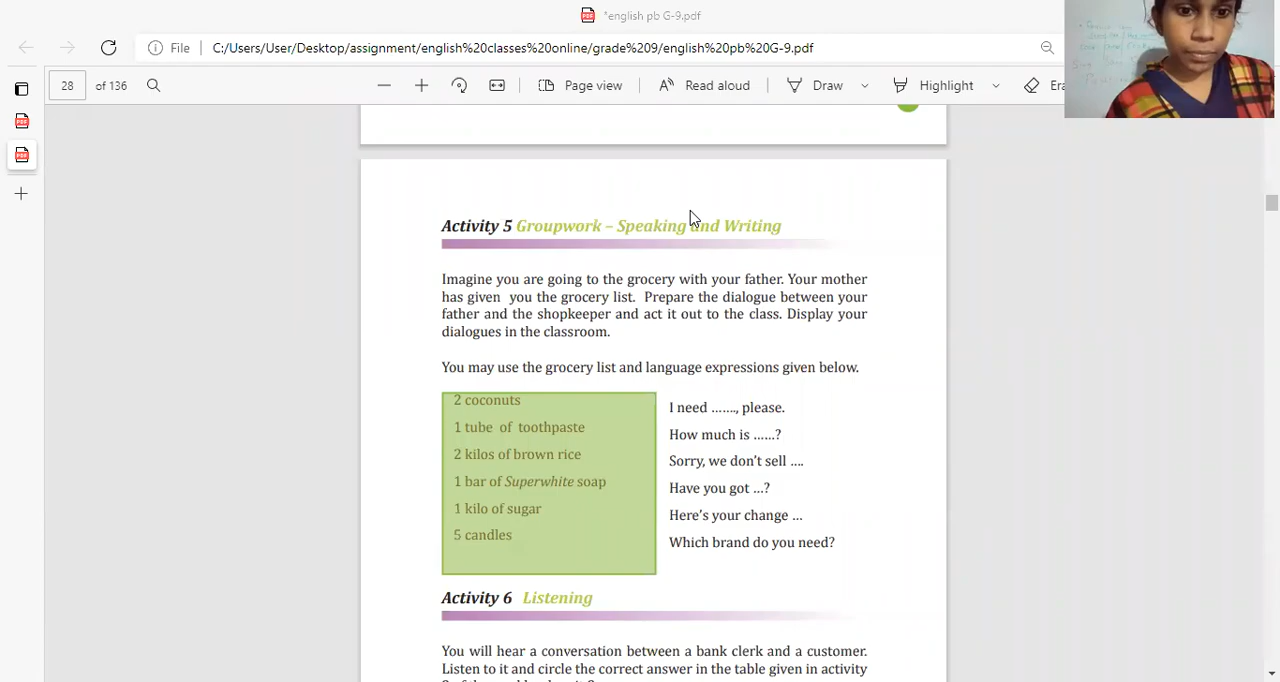 *english pb G-9.pdf
File C:/Users/User/Desktop/assignment/english%20classes%20online/grade%209/english%20pb%20G-9.pdf
28 of 136 Page view Read aloud Draw Highlight
Activity 5 Groupwork – Speaking and Writing
Imagine you are going to the grocery with your father. Your mother
has given you the grocery list. Prepare the dialogue between your
father and the shopkeeper and act it out to the class. Display your
dialogues in the classroom.
You may use the grocery list and language expressions given below.
2 coconuts
1 tube of toothpaste
2 kilos of brown rice
1 bar of Superwhite soap
1 kilo of sugar
5 candles
I need ......., please.
How much is ......?
Sorry, we don't sell ....
Have you got ...?
Here's your change ...
Which brand do you need?
Activity 6 Listening
You will hear a conversation between a bank clerk and a customer.
Listen to it and circle the correct answer in the table given in activity